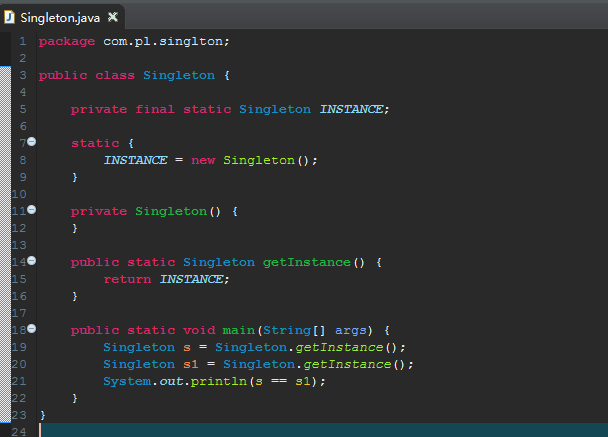 Singleton.java
1 package com.pl.singlton;
2
3 public class Singleton {
4
5     private final static Singleton INSTANCE;
6
7     static {
8         INSTANCE = new Singleton();
9     }
10
11     private Singleton() {
12     }
13
14     public static Singleton getInstance() {
15         return INSTANCE;
16     }
17
18     public static void main(String[] args) {
19         Singleton s = Singleton.getInstance();
20         Singleton s1 = Singleton.getInstance();
21         System.out.println(s == s1);
22     }
23 }
24